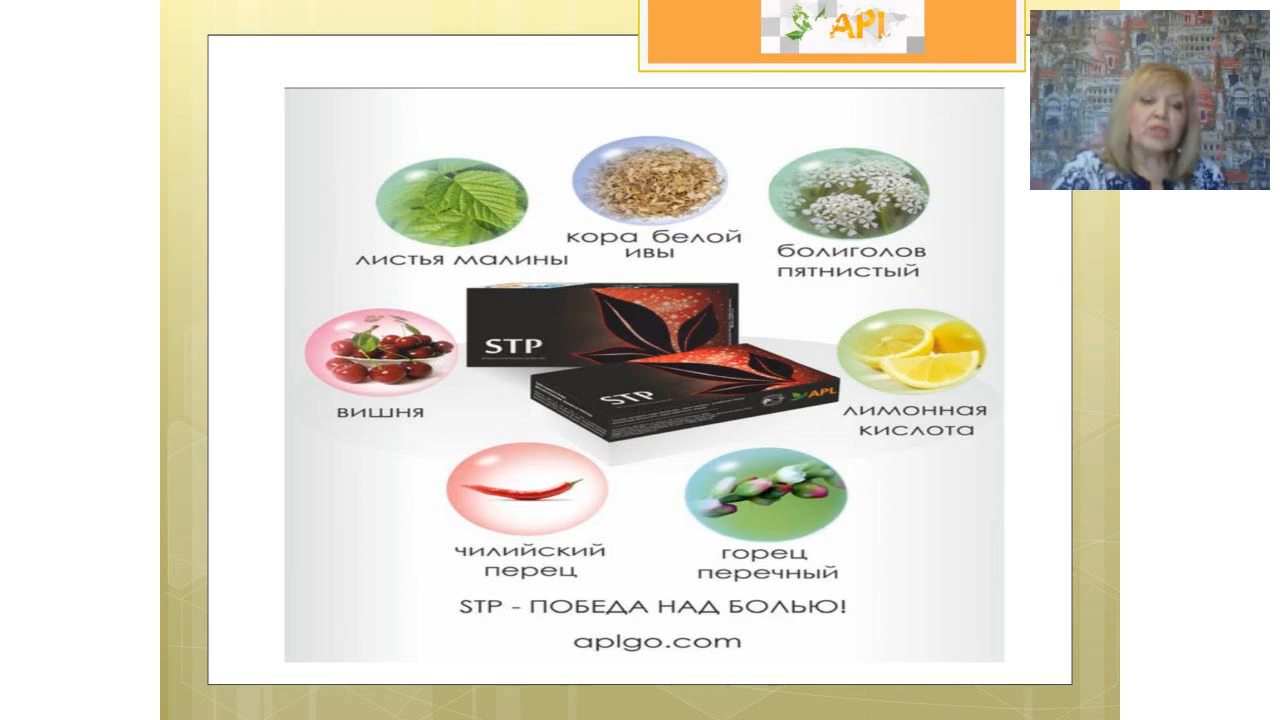 APL
листья малины
кора белой
ивы
болиголов
пятнистый
STP
STP
APL
вишня
лимонная
кислота
чилийский
перец
горец
перечный
STP - ПОБЕДА НАД БОЛЬЮ!
aplgo.com